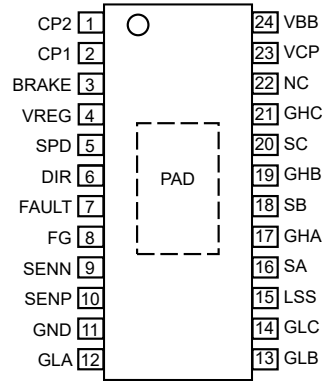 CP2 1 24 VBB
CP1 2 23 VCP
BRAKE 3 22 NC
VREG 4 21 GHC
SPD 5 20 SC
DIR 6 PAD 19 GHB
FAULT 7 18 SB
FG 8 17 GHA
SENN 9 16 SA
SENP 10 15 LSS
GND 11 14 GLC
GLA 12 13 GLB